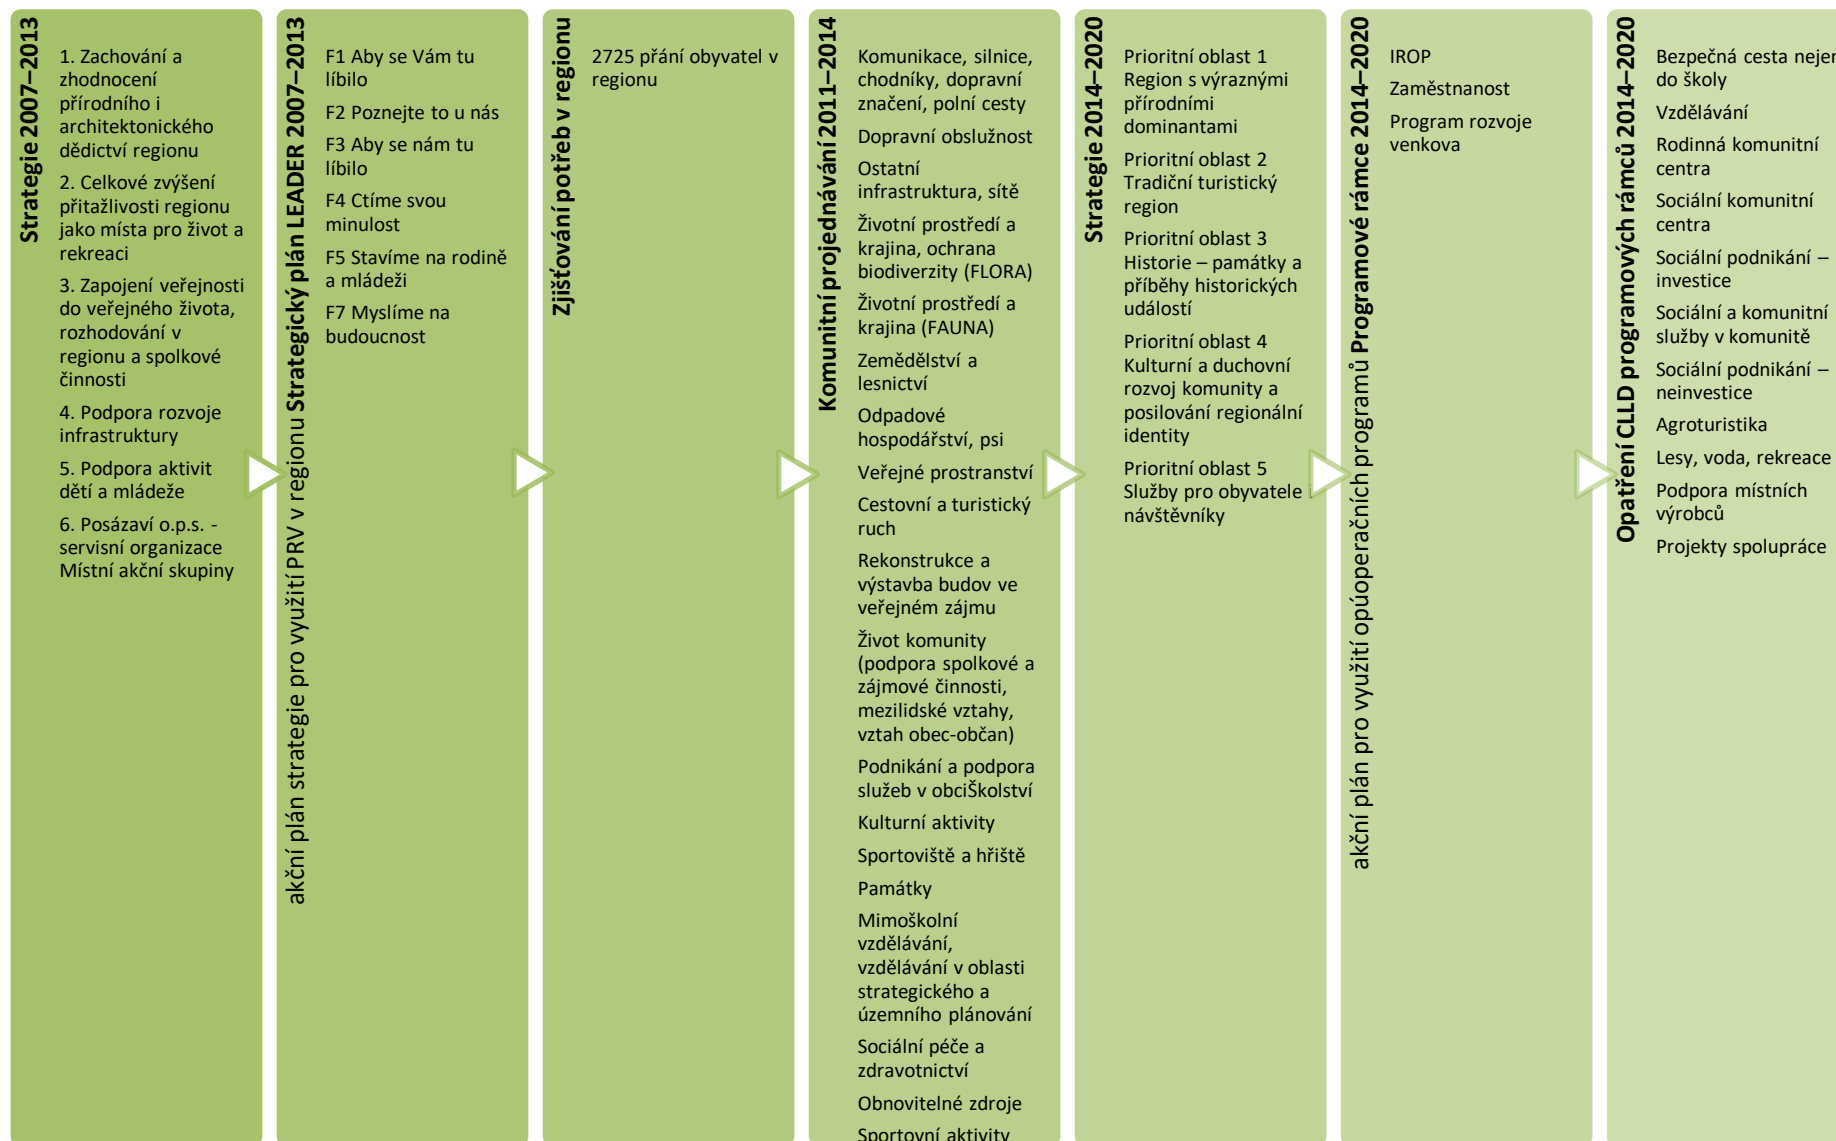 Strategie 2007–2013
1. Zachování a
zhodnocení
přírodního i
architektonického
dědictví regionu
2. Celkové zvýšení
přitažlivosti regionu
jako místa pro život a
rekreaci
3. Zapojení veřejnosti
do veřejného života,
rozhodování v
regionu a spolkové
činnosti
4. Podpora rozvoje
infrastruktury
5. Podpora aktivit
dětí a mládeže
6. Posázaví o.p.s. -
servisní organizace
Místní akční skupiny
akční plán strategie pro využití PRV v regionu Strategický plán LEADER 2007–2013
F1 Aby se Vám tu
líbilo
F2 Poznejte to u nás
F3 Aby se nám tu
líbilo
F4 Ctíme svou
minulost
F5 Stavíme na rodině
a mládeži
F7 Myslíme na
budoucnost
Zjišťování potřeb v regionu
2725 přání obyvatel v
regionu
Komunitní projednávání 2011–2014
Komunikace, silnice,
chodníky, dopravní
značení, polní cesty
Dopravní obslužnost
Ostatní
infrastruktura, sítě
Životní prostředí a
krajina, ochrana
biodiverzity (FLORA)
Životní prostředí a
krajina (FAUNA)
Zemědělství a
lesnictví
Odpadové
hospodářství, psi
Veřejné prostranství
Cestovní a turistický
ruch
Rekonstrukce a
výstavba budov ve
veřejném zájmu
Život komunity
(podpora spolkové a
zájmové činnosti,
mezilidské vztahy,
vztah obec-občan)
Podnikání a podpora
služeb v obciŠkolství
Kulturní aktivity
Sportoviště a hřiště
Památky
Mimoškolní
vzdělávání,
vzdělávání v oblasti
strategického a
územního plánování
Sociální péče a
zdravotnictví
Obnovitelné zdroje
Sportovní aktivity
Strategie 2014–2020
Prioritní oblast 1
Region s výraznými
přírodními
dominantami
Prioritní oblast 2
Tradiční turistický
region
Prioritní oblast 3
Historie – památky a
příběhy historických
událostí
Prioritní oblast 4
Kulturní a duchovní
rozvoj komunity a
posilování regionální
identity
Prioritní oblast 5
Služby pro obyvatele
návštěvníky
akční plán pro využití opúoperačních programů Programové rámce 2014–2020
IROP
Zaměstnanost
Program rozvoje
venkova
Opatření CLLD programových rámců 2014–2020
Bezpečná cesta nejen
do školy
Vzdělávání
Rodinná komunitní
centra
Sociální komunitní
centra
Sociální podnikání –
investice
Sociální a komunitní
služby v komunitě
Sociální podnikání –
neinvestice
Agroturistika
Lesy, voda, rekreace
Podpora místních
výrobců
Projekty spolupráce